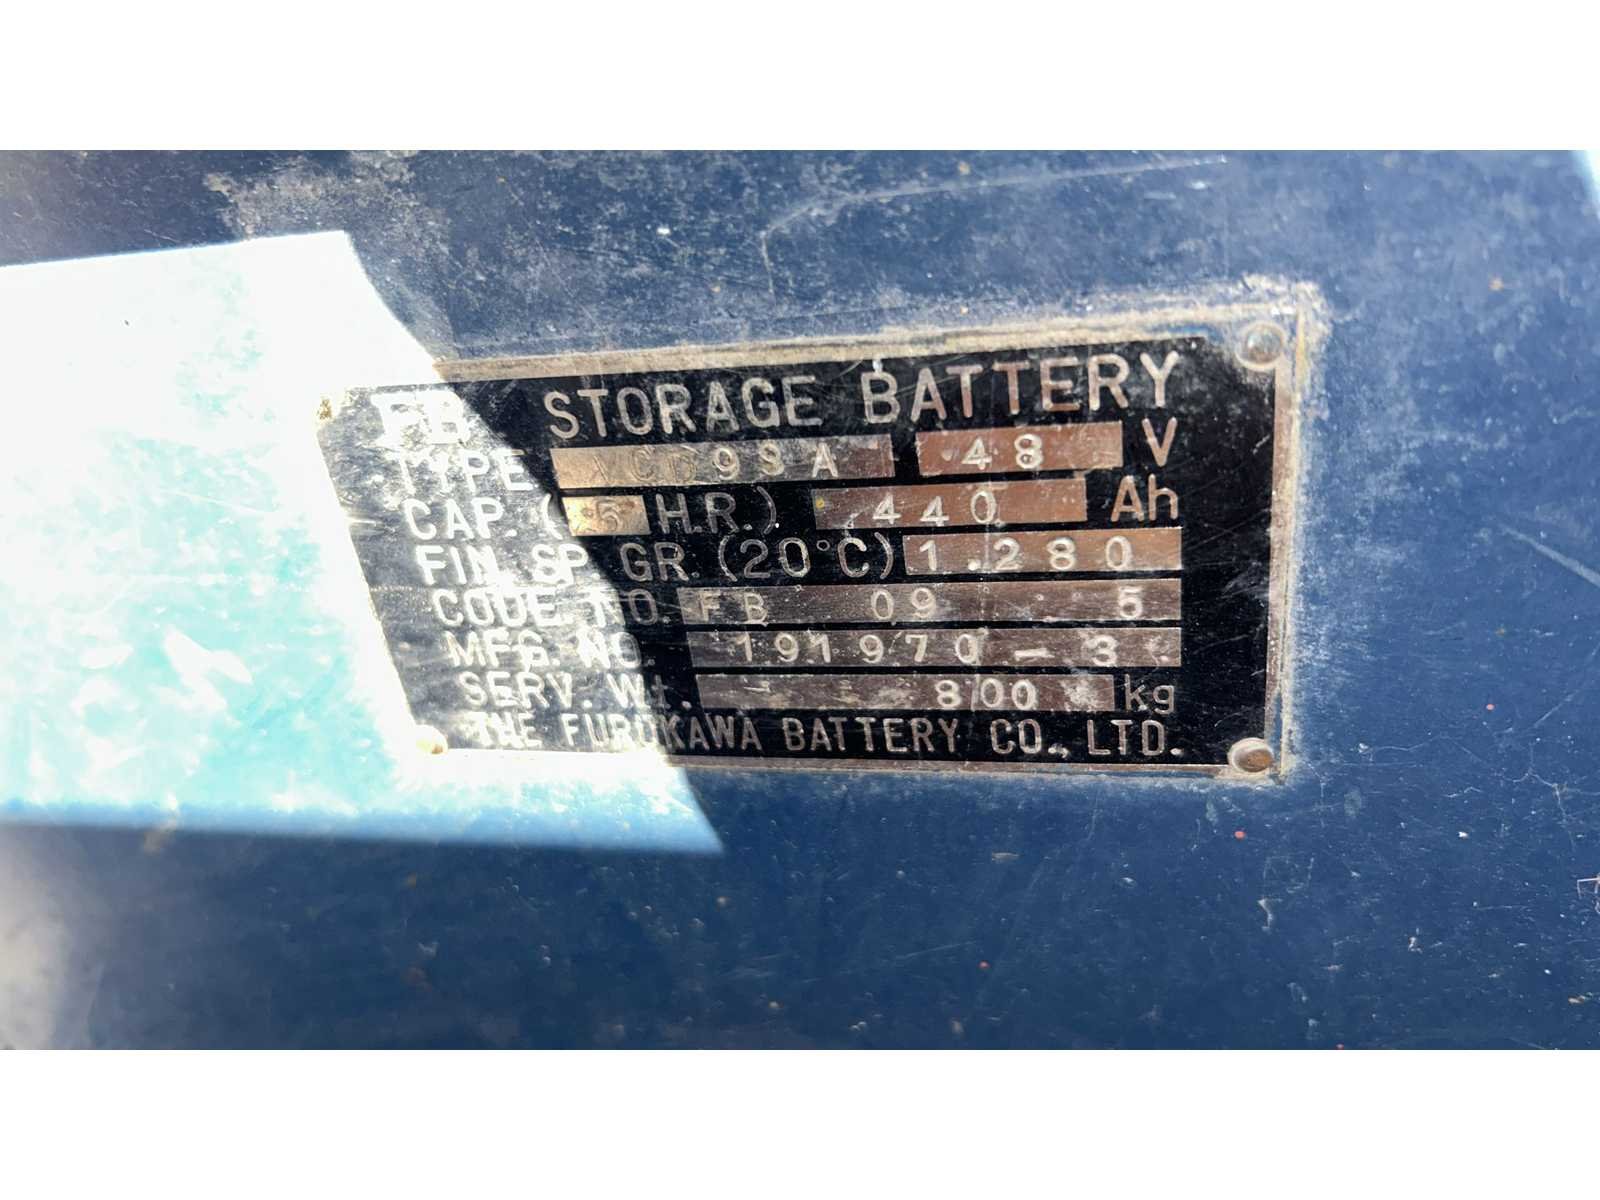 FB STORAGE BATTERY
TYPE 48 V
CAP. (5 H.R.) 440 Ah
FIN. SP. GR. (20°C) 1.280
CODE NO. FB 09 5
MFG. NO. 191970-3
SERV. Wt. 800 kg
THE FURUKAWA BATTERY CO., LTD.